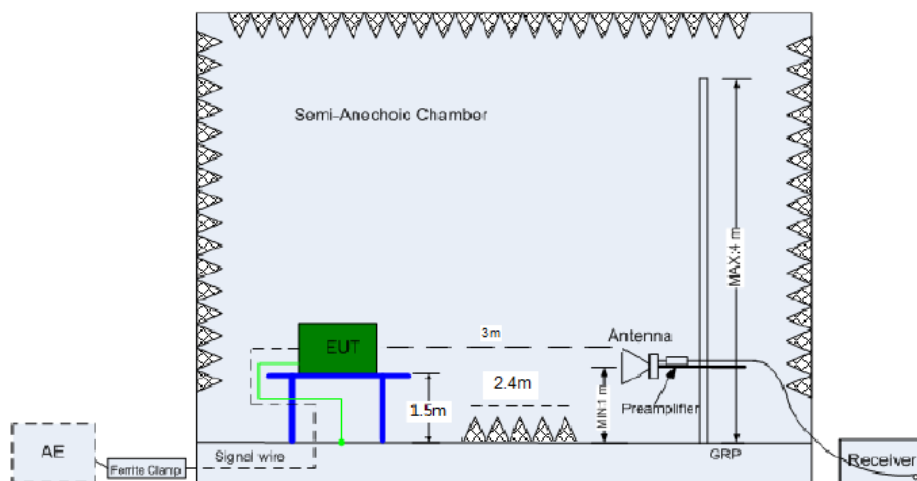 Semi-Anechoic Chamber
MAX:4 m
3m
Antenna
EUT
2.4m
1.5m
MIN:1 m
Preamplifier
AE
Ferrite Clamp
Signal wire
GRP
Receiver